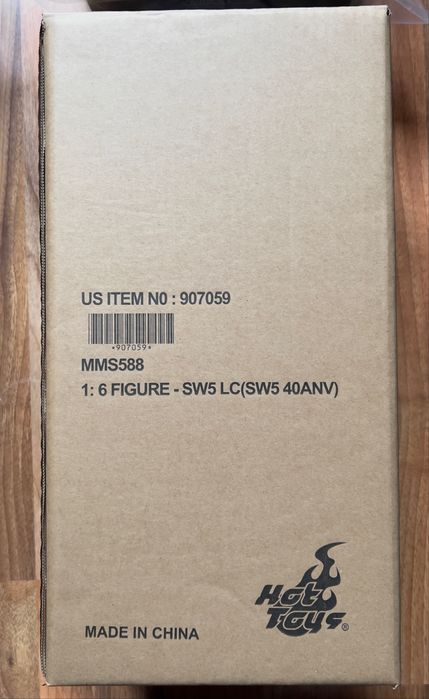 US ITEM N0 : 907059
*907059*
MMS588
1: 6 FIGURE - SW5 LC(SW5 40ANV)
Hot
Toys®
MADE IN CHINA